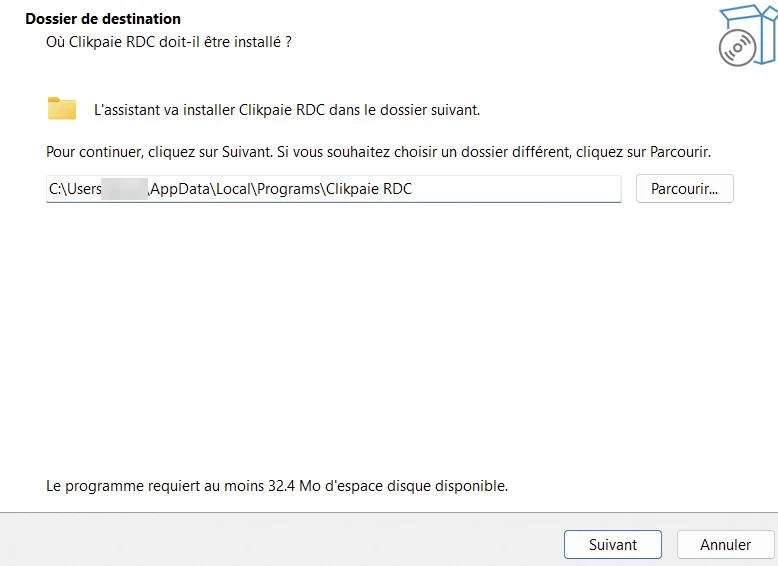 Dossier de destination
Où Clikpaie RDC doit-il être installé ?
L'assistant va installer Clikpaie RDC dans le dossier suivant.
Pour continuer, cliquez sur Suivant. Si vous souhaitez choisir un dossier différent, cliquez sur Parcourir.
C:\Users \AppData\Local\Programs\Clikpaie RDC
Parcourir...
Le programme requiert au moins 32.4 Mo d'espace disque disponible.
Suivant
Annuler